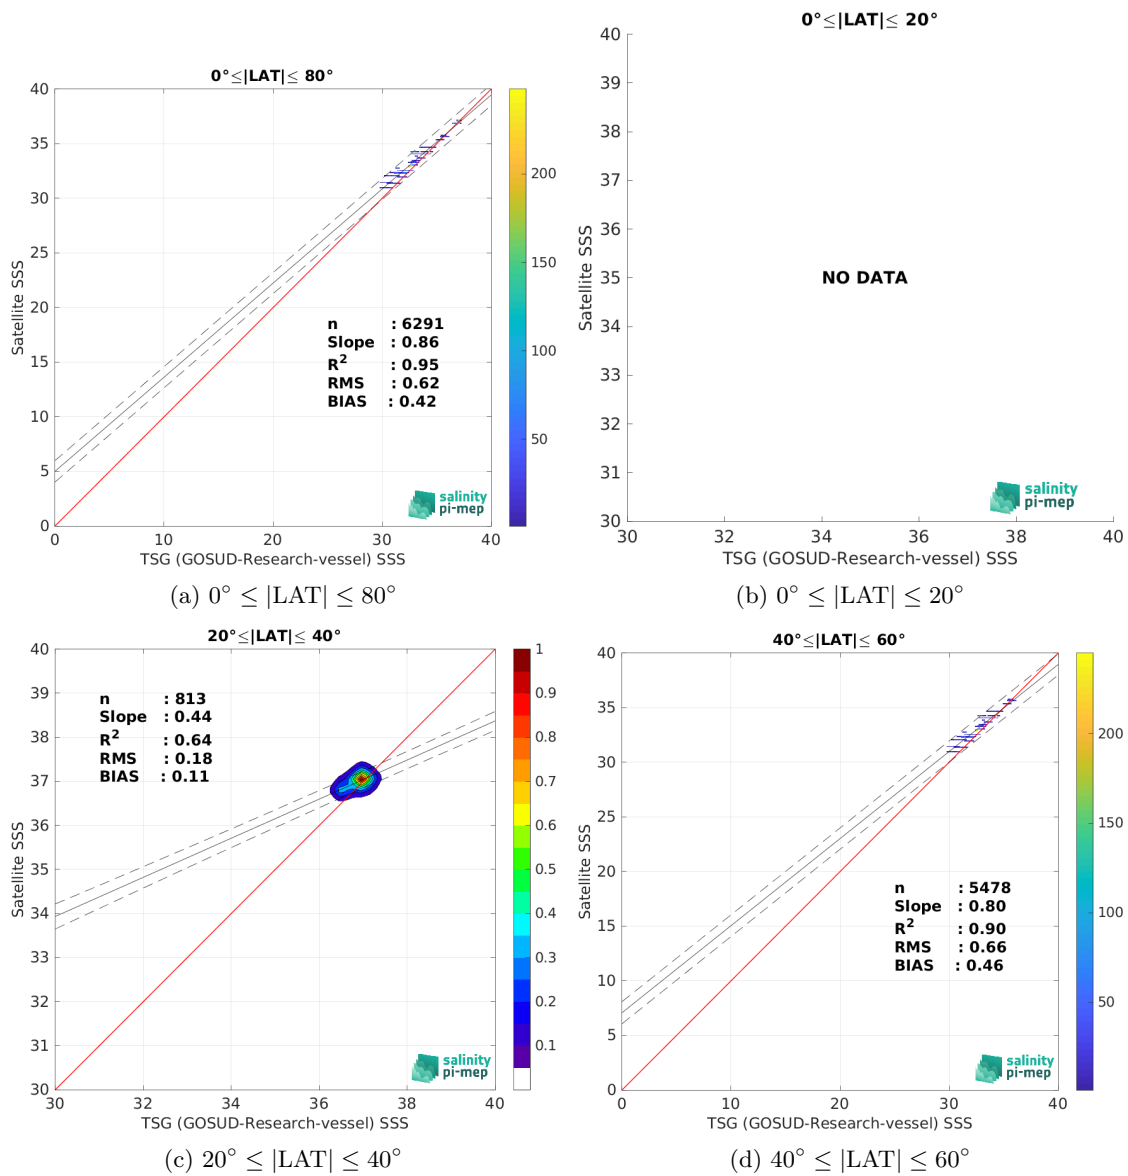 0°≤|LAT|≤ 80°
Satellite SSS
40
35
30
25
20
15
10
5
0
0
10
20
30
40
TSG (GOSUD-Research-vessel) SSS
n : 6291
Slope : 0.86
R2 : 0.95
RMS : 0.62
BIAS : 0.42
salinity
pi-mep
200
150
100
50
(a) 0° ≤ |LAT| ≤ 80°
0°≤|LAT|≤ 20°
Satellite SSS
40
39
38
37
36
35
34
33
32
31
30
30
32
34
36
38
40
TSG (GOSUD-Research-vessel) SSS
NO DATA
salinity
pi-mep
(b) 0° ≤ |LAT| ≤ 20°
20°≤|LAT|≤ 40°
Satellite SSS
40
39
38
37
36
35
34
33
32
31
30
30
32
34
36
38
40
TSG (GOSUD-Research-vessel) SSS
n : 813
Slope : 0.44
R2 : 0.64
RMS : 0.18
BIAS : 0.11
salinity
pi-mep
1
0.9
0.8
0.7
0.6
0.5
0.4
0.3
0.2
0.1
(c) 20° ≤ |LAT| ≤ 40°
40°≤|LAT|≤ 60°
Satellite SSS
40
35
30
25
20
15
10
5
0
0
10
20
30
40
TSG (GOSUD-Research-vessel) SSS
n : 5478
Slope : 0.80
R2 : 0.90
RMS : 0.66
BIAS : 0.46
salinity
pi-mep
200
150
100
50
(d) 40° ≤ |LAT| ≤ 60°